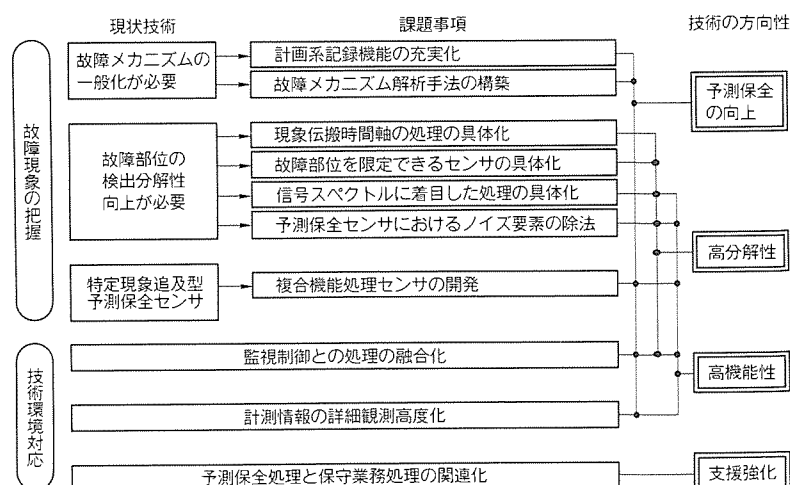 現状技術
課題事項
技術の方向性
故障現象の把握
故障メカニズムの
一般化が必要
計画系記録機能の充実化
故障メカニズム解析手法の構築
予測保全
の向上
故障部位の
検出分解性
向上が必要
現象伝搬時間軸の処理の具体化
故障部位を限定できるセンサの具体化
信号スペクトルに着目した処理の具体化
予測保全センサにおけるノイズ要素の除法
高分解性
特定現象追及型
予測保全センサ
複合機能処理センサの開発
技術環境対応
監視制御との処理の融合化
高機能性
計測情報の詳細観測高度化
予測保全処理と保守業務処理の関連化
支援強化